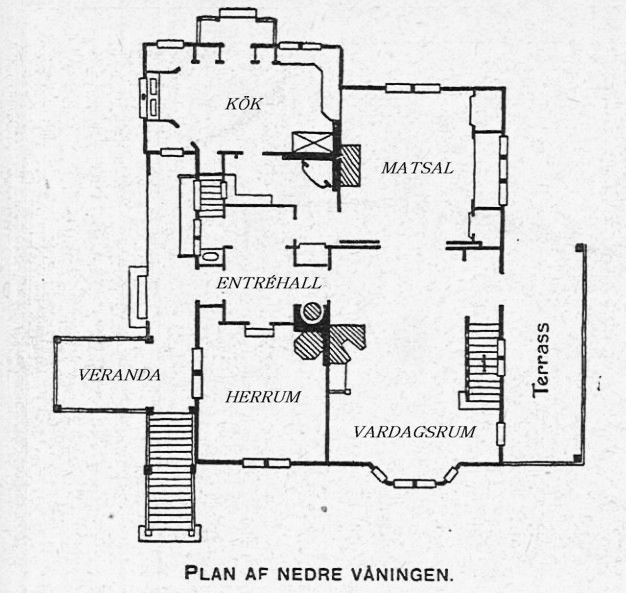 KÖK
MATSAL
ENTRÉHALL
VERANDA
HERRUM
VARDAGSRUM
Terrass
PLAN AF NEDRE VÅNINGEN.